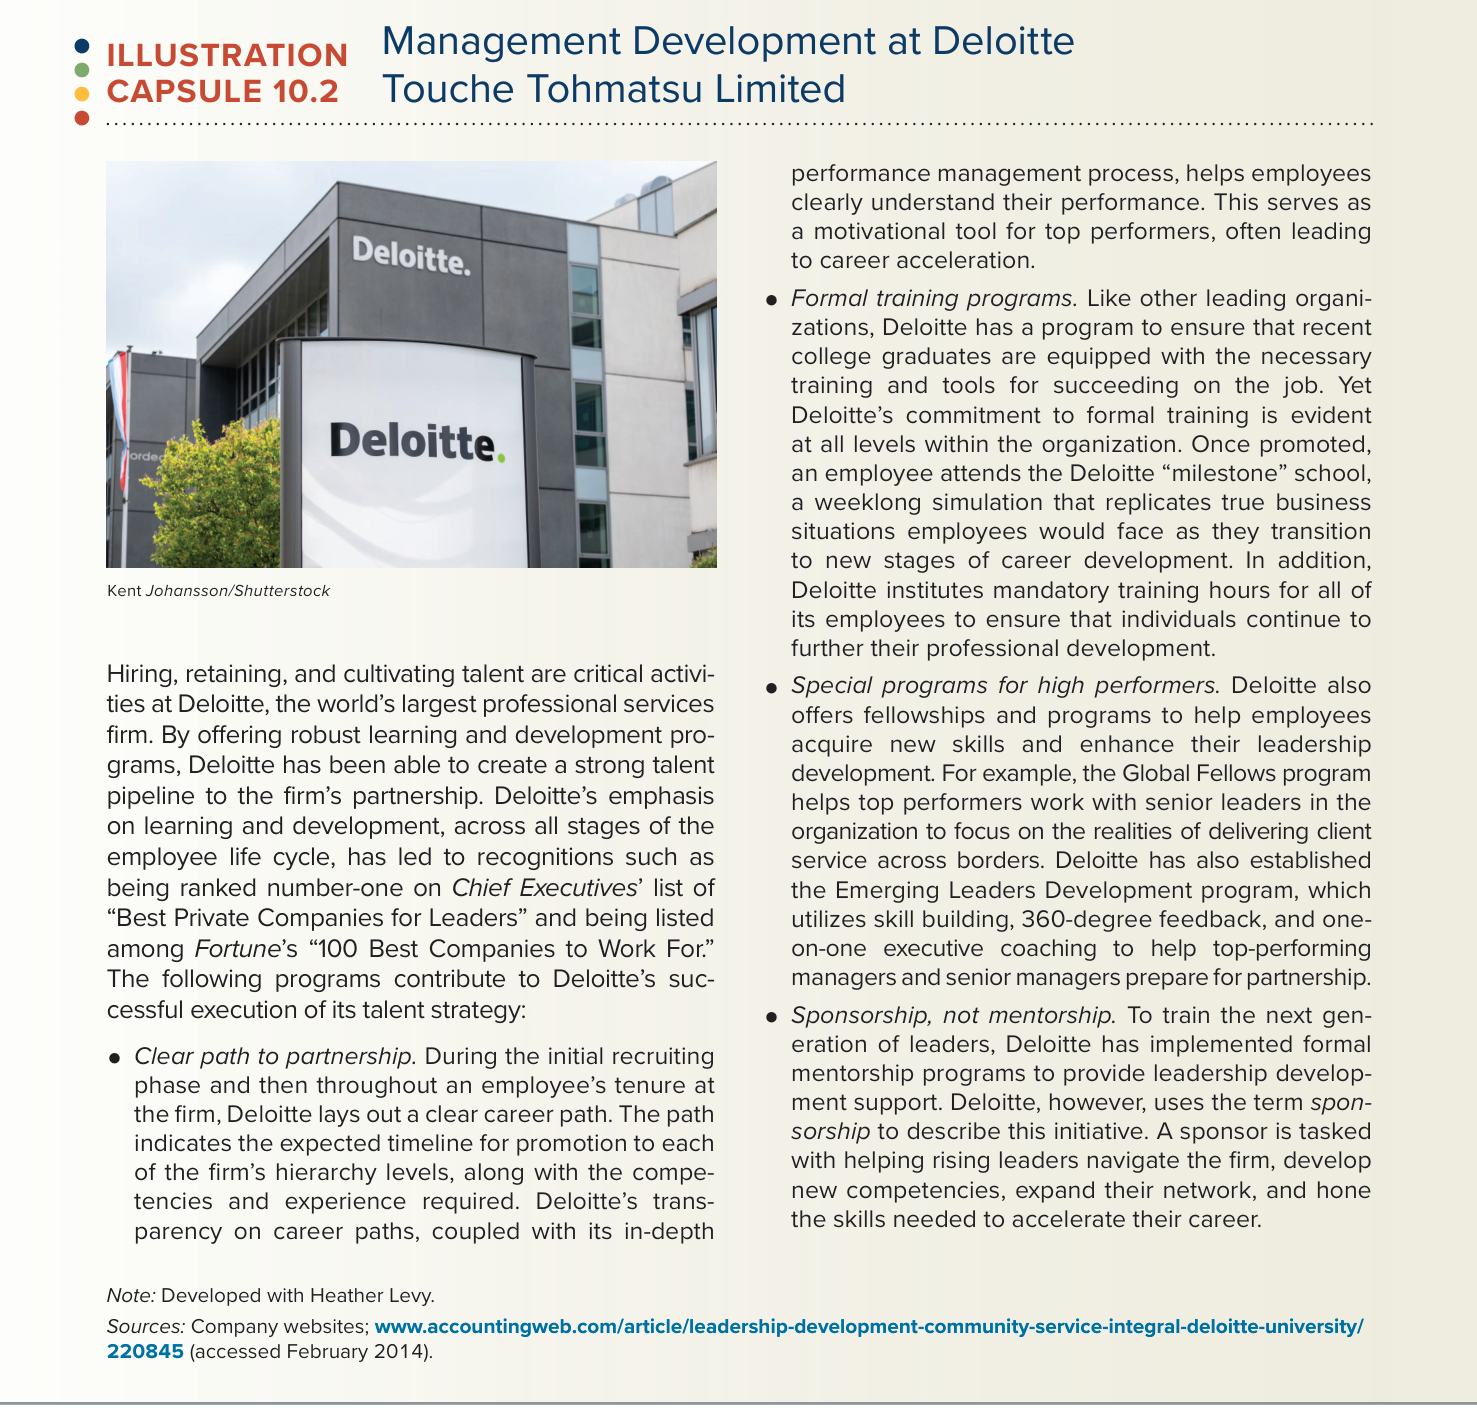 ILLUSTRATION
CAPSULE 10.2
Management Development at Deloitte
Touche Tohmatsu Limited
Deloitte.
Deloitte.
Kent Johansson/Shutterstock
Hiring, retaining, and cultivating talent are critical activi-
ties at Deloitte, the world’s largest professional services
firm. By offering robust learning and development pro-
grams, Deloitte has been able to create a strong talent
pipeline to the firm’s partnership. Deloitte’s emphasis
on learning and development, across all stages of the
employee life cycle, has led to recognitions such as
being ranked number-one on Chief Executives’ list of
“Best Private Companies for Leaders” and being listed
among Fortune’s “100 Best Companies to Work For.”
The following programs contribute to Deloitte’s suc-
cessful execution of its talent strategy:
● Clear path to partnership. During the initial recruiting
phase and then throughout an employee’s tenure at
the firm, Deloitte lays out a clear career path. The path
indicates the expected timeline for promotion to each
of the firm’s hierarchy levels, along with the compe-
tencies and experience required. Deloitte’s trans-
parency on career paths, coupled with its in-depth
performance management process, helps employees
clearly understand their performance. This serves as
a motivational tool for top performers, often leading
to career acceleration.
● Formal training programs. Like other leading organi-
zations, Deloitte has a program to ensure that recent
college graduates are equipped with the necessary
training and tools for succeeding on the job. Yet
Deloitte’s commitment to formal training is evident
at all levels within the organization. Once promoted,
an employee attends the Deloitte “milestone” school,
a weeklong simulation that replicates true business
situations employees would face as they transition
to new stages of career development. In addition,
Deloitte institutes mandatory training hours for all of
its employees to ensure that individuals continue to
further their professional development.
● Special programs for high performers. Deloitte also
offers fellowships and programs to help employees
acquire new skills and enhance their leadership
development. For example, the Global Fellows program
helps top performers work with senior leaders in the
organization to focus on the realities of delivering client
service across borders. Deloitte has also established
the Emerging Leaders Development program, which
utilizes skill building, 360-degree feedback, and one-
on-one executive coaching to help top-performing
managers and senior managers prepare for partnership.
● Sponsorship, not mentorship. To train the next gen-
eration of leaders, Deloitte has implemented formal
mentorship programs to provide leadership develop-
ment support. Deloitte, however, uses the term spon-
sorship to describe this initiative. A sponsor is tasked
with helping rising leaders navigate the firm, develop
new competencies, expand their network, and hone
the skills needed to accelerate their career.
Note: Developed with Heather Levy.
Sources: Company websites; www.accountingweb.com/article/leadership-development-community-service-integral-deloitte-university/
220845 (accessed February 2014).